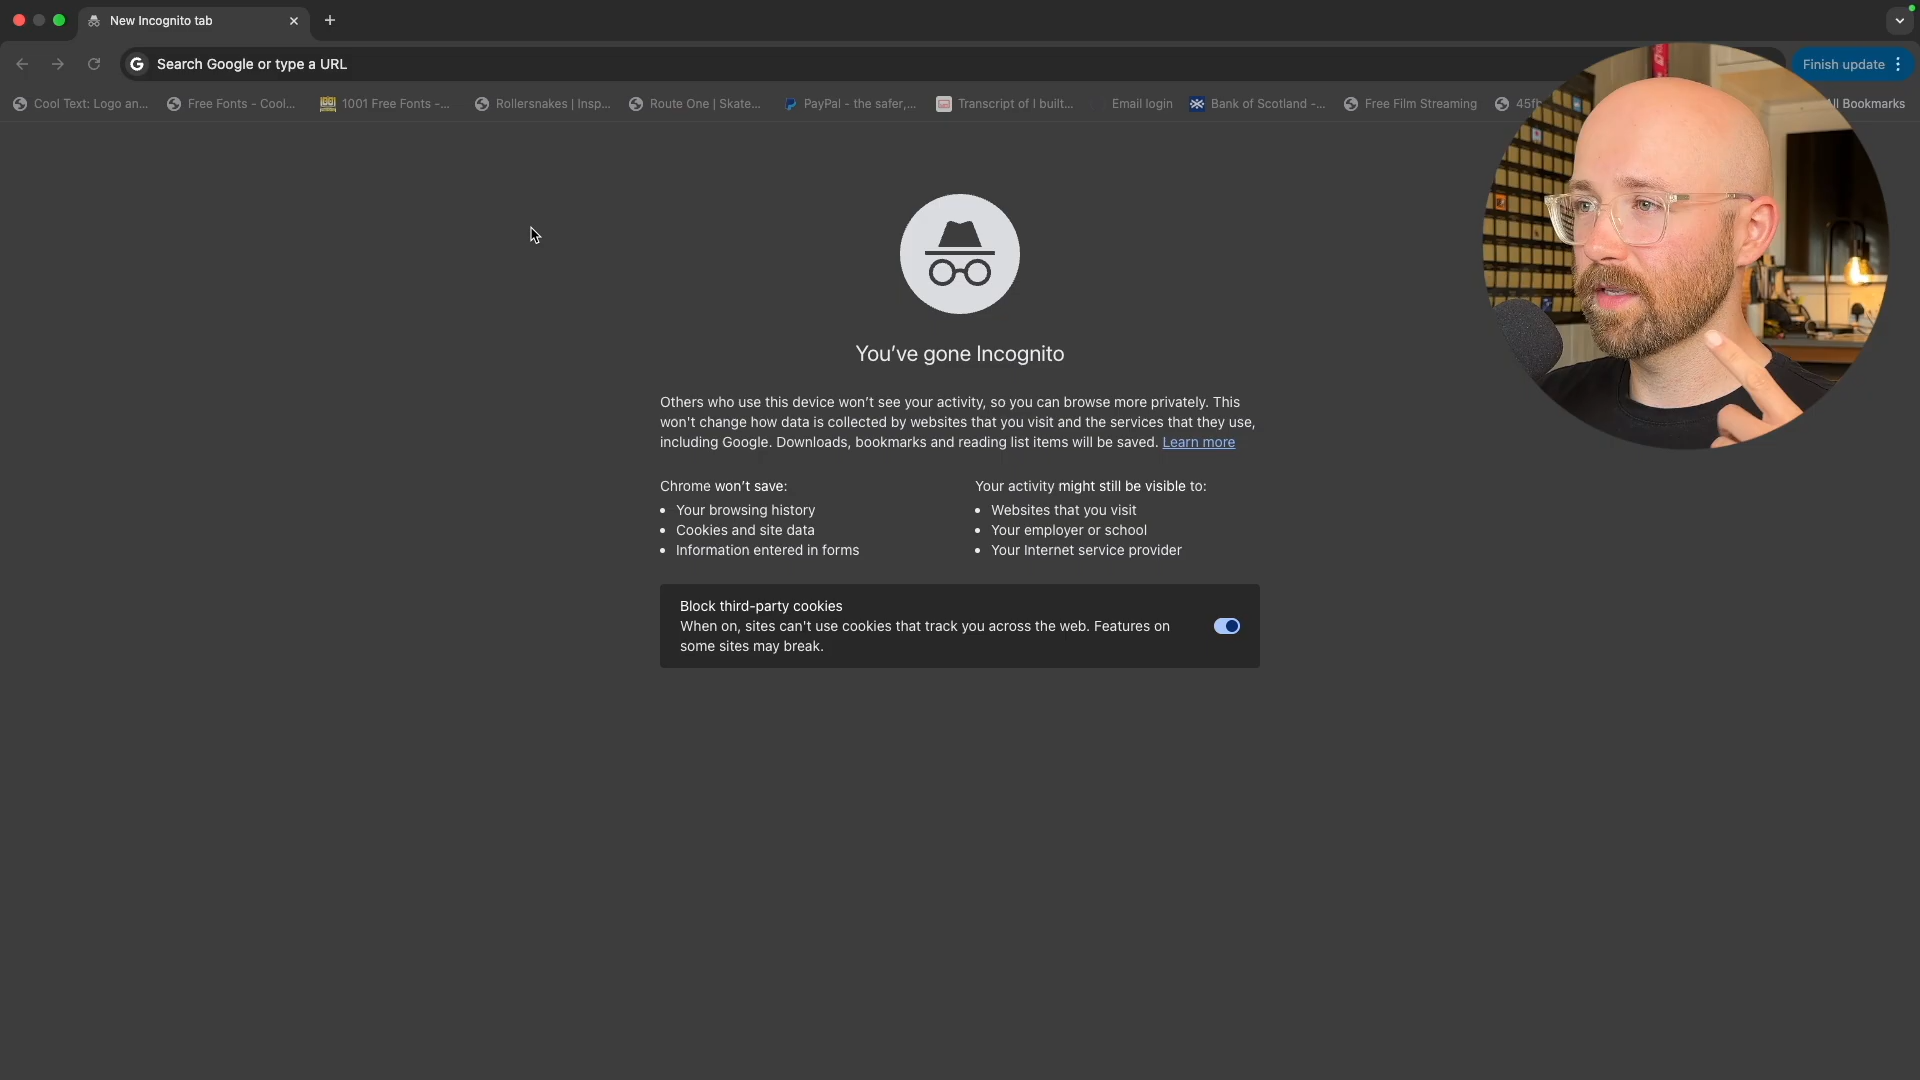 New Incognito tab
Search Google or type a URL
Finish update
Cool Text: Logo an...
Free Fonts - Cool...
1001 Free Fonts -...
Rollersnakes | Insp...
Route One | Skate...
PayPal - the safer,...
Transcript of I built...
Email login
Bank of Scotland -...
Free Film Streaming
All Bookmarks
You've gone Incognito
Others who use this device won't see your activity, so you can browse more privately. This
won't change how data is collected by websites that you visit and the services that they use,
including Google. Downloads, bookmarks and reading list items will be saved. Learn more
Chrome won't save:
• Your browsing history
• Cookies and site data
• Information entered in forms
Your activity might still be visible to:
• Websites that you visit
• Your employer or school
• Your Internet service provider
Block third-party cookies
When on, sites can't use cookies that track you across the web. Features on
some sites may break.